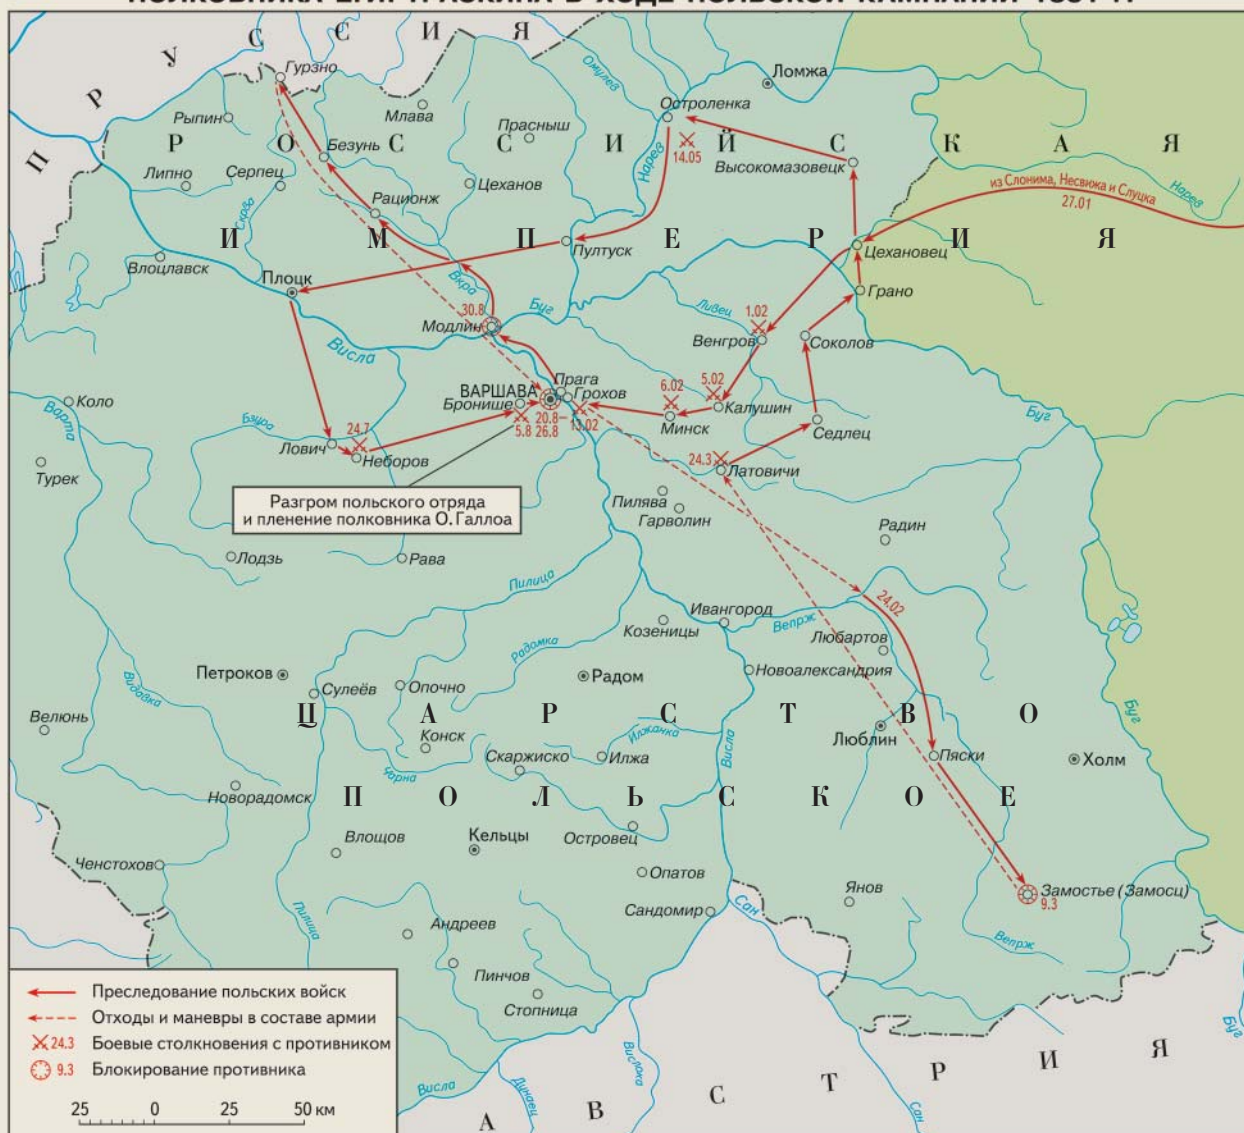 П Р У С С И Я
Гурзно
Омулев
Ломжа
Рыпин
Млава
Прасныш
Остроленка
14.05
Р О С С И Й С К А Я
Безунь
Нарев
Высокомазовецк
Липно
Серпец
Цеханов
из Слонима, Несвижа и Слуцка
27.01
Нарев
Скрво
Рационж
И М П Е Р И Я
Пултуск
Цехановец
Влоцлавск
Плоцк
Вкра
Грано
30.8
Буг
Ливец
1.02
Модлин
Венгров
Соколов
Висла
Прага
ВАРШАВА
Грохов
6.02
5.02
Коло
Варта
Бронише
20.8–
26.8
13.02
5.8
Минск
Калушин
Буг
Бзура
24.7
Седлец
Лович
Неборов
24.3
Латовичи
Турек
Разгром польского отряда
и пленение полковника О. Галлоа
Пилява
Гарволин
Радин
Лодзь
Рава
Пилица
24.02
Ивангород
Козеницы
Вепрж
Любартов
Радомка
Петроков
Сулеёв
Опочно
Радом
Новоалександрия
Видавка
Велюнь
Ц А Р С Т В О
Буг
Конск
Илжанка
Висла
Люблин
Скаржиско
Илжа
Пяски
Холм
Чарна
Новорадомск
П О Л Ь С К О Е
Влощов
Кельцы
Островец
Ченстохов
Опатов
Янов
Замостье (Замосц)
9.3
Сан
Сандомир
Пилица
Андреев
Вепрж
Пинчов
Стопница
Буг
Преследование польских войск
Отходы и маневры в составе армии
24.3 Боевые столкновения с противником
9.3 Блокирование противника
25 0 25 50 км
Висла
Дунаец
Вислока
Сан
А В С Т Р И Я